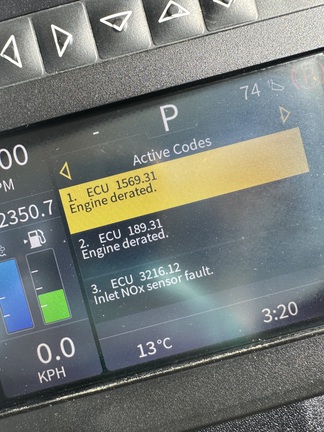 P
74
00
PM
Active Codes
1. ECU 1569.31
Engine derated.
2350.7
2. ECU 189.31
Engine derated.
3. ECU 3216.12
Inlet NOx sensor fault.
0.0
KPH
13°C
3:20